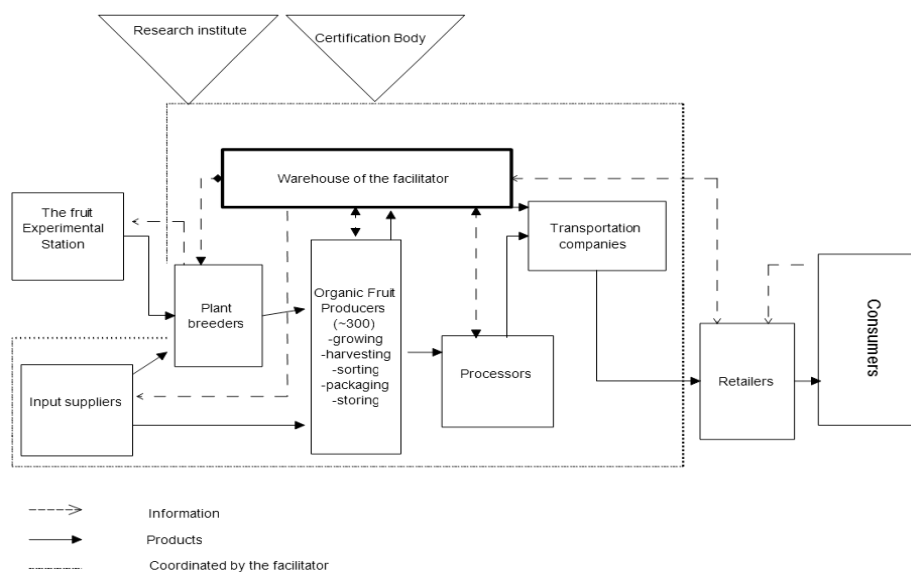 Research institute
Certification Body
Warehouse of the facilitator
The fruit
Experimental
Station
Transportation
companies
Plant
breeders
Organic Fruit
Producers
(~300)
-growing
-harvesting
-sorting
-packaging
-storing
Processors
Input suppliers
Retailers
Consumers
Information
Products
Coordinated by the facilitator